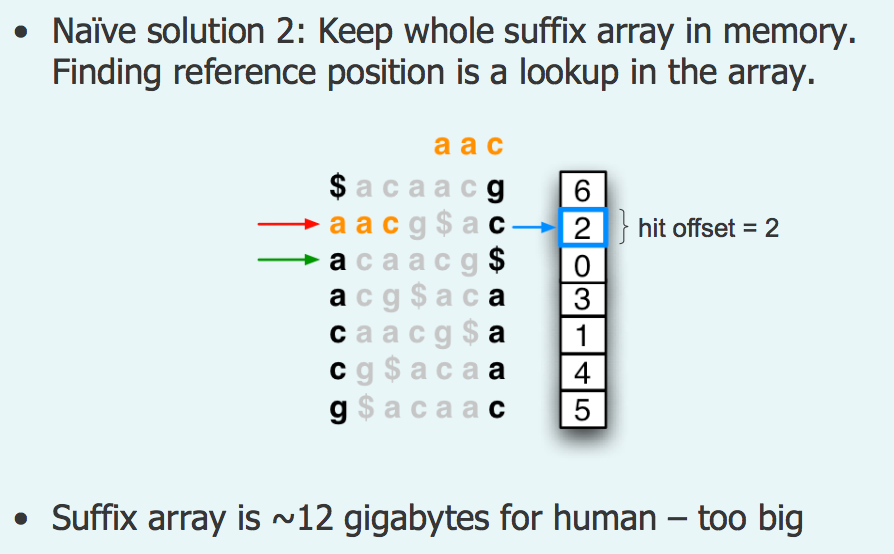 • Naïve solution 2: Keep whole suffix array in memory.
Finding reference position is a lookup in the array.
a a c
$ a c a a c g 6
a a c g $ a c 2 } hit offset = 2
a c a a c g $ 0
a c g $ a c a 3
c a a c g $ a 1
c g $ a c a a 4
g $ a c a a c 5
• Suffix array is ~12 gigabytes for human – too big